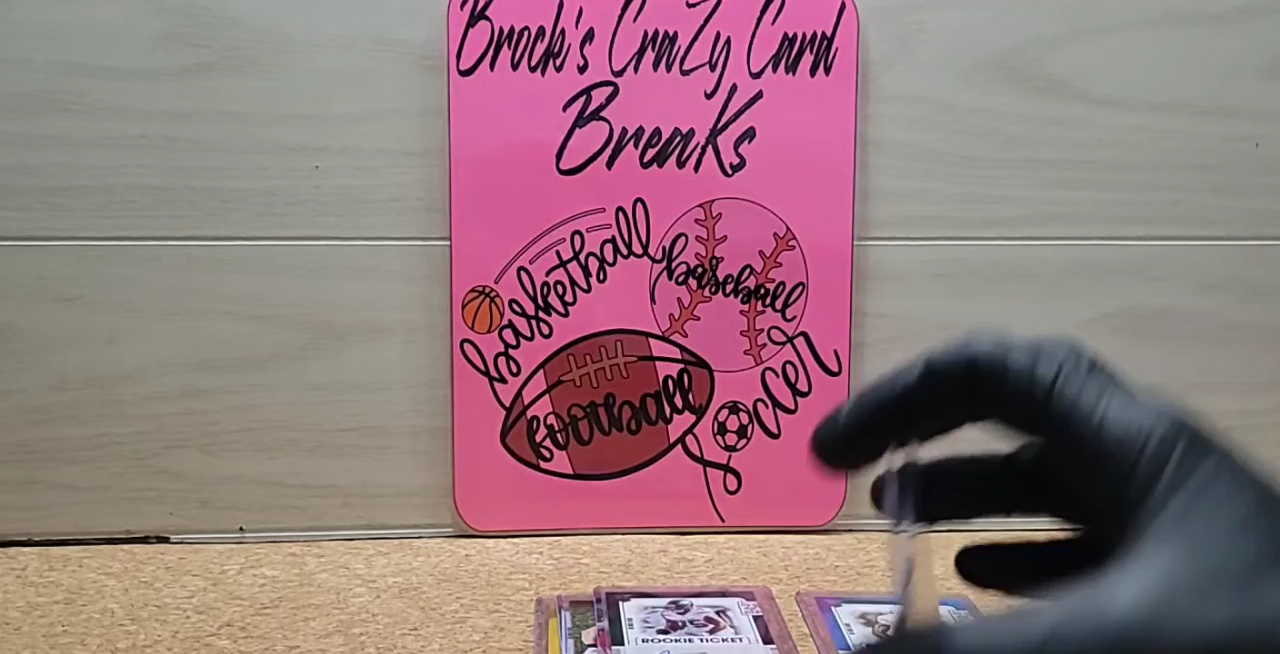 Brock's CraZy Card
BreaKs
basketball
baseball
football
soccer
ROOKIE TICKET